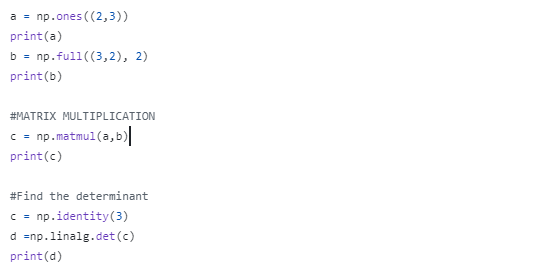 a = np.ones((2,3))
print(a)
b = np.full((3,2), 2)
print(b)
#MATRIX MULTIPLICATION
c = np.matmul(a,b)
print(c)
#Find the determinant
c = np.identity(3)
d =np.linalg.det(c)
print(d)